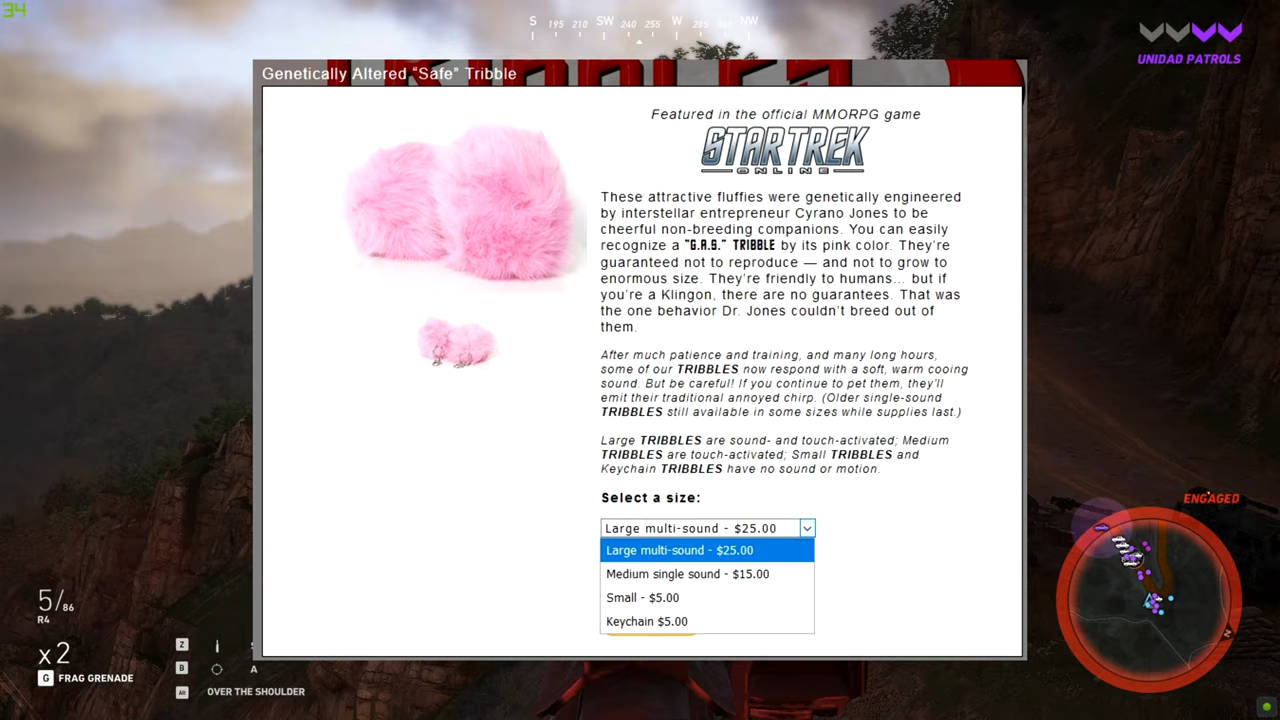 34
S 195 210 SW 240 255 W 285 NW
UNIDAD PATROLS
Genetically Altered “Safe” Tribble
Featured in the official MMORPG game
STAR TREK
ONLINE
These attractive fluffies were genetically engineered
by interstellar entrepreneur Cyrano Jones to be
cheerful non-breeding companions. You can easily
recognize a "G.A.S." TRIBBLE by its pink color. They’re
guaranteed not to reproduce — and not to grow to
enormous size. They’re friendly to humans... but if
you’re a Klingon, there are no guarantees. That was
the one behavior Dr. Jones couldn’t breed out of
them.
After much patience and training, and many long hours,
some of our TRIBBLES now respond with a soft, warm cooing
sound. But be careful! If you continue to pet them, they’ll
emit their traditional annoyed chirp. (Older single-sound
TRIBBLES still available in some sizes while supplies last.)
Large TRIBBLES are sound- and touch-activated; Medium
TRIBBLES are touch-activated; Small TRIBBLES and
Keychain TRIBBLES have no sound or motion.
Select a size:
Large multi-sound - $25.00
Large multi-sound - $25.00
Medium single sound - $15.00
Small - $5.00
Keychain $5.00
ENGAGED
N
5/86
R4
x2
G FRAG GRENADE
Z
B A
Alt OVER THE SHOULDER